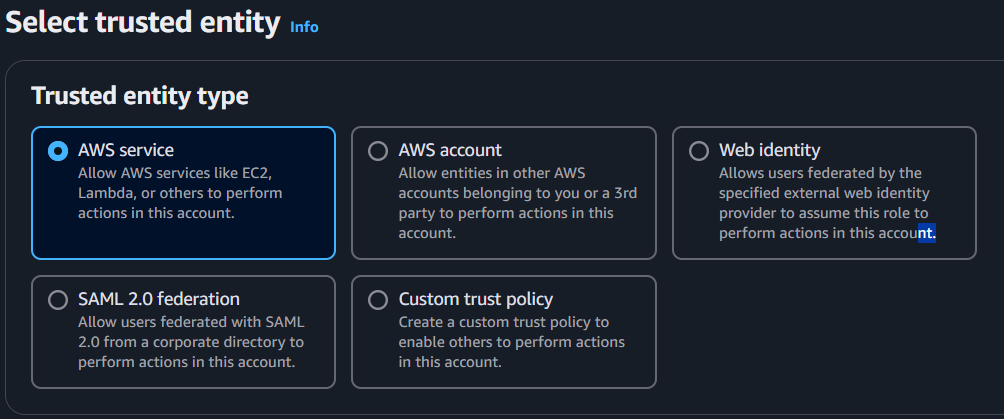 Select trusted entity Info
Trusted entity type
AWS service
Allow AWS services like EC2,
Lambda, or others to perform
actions in this account.
AWS account
Allow entities in other AWS
accounts belonging to you or a 3rd
party to perform actions in this
account.
Web identity
Allows users federated by the
specified external web identity
provider to assume this role to
perform actions in this account.
SAML 2.0 federation
Allow users federated with SAML
2.0 from a corporate directory to
perform actions in this account.
Custom trust policy
Create a custom trust policy to
enable others to perform actions
in this account.